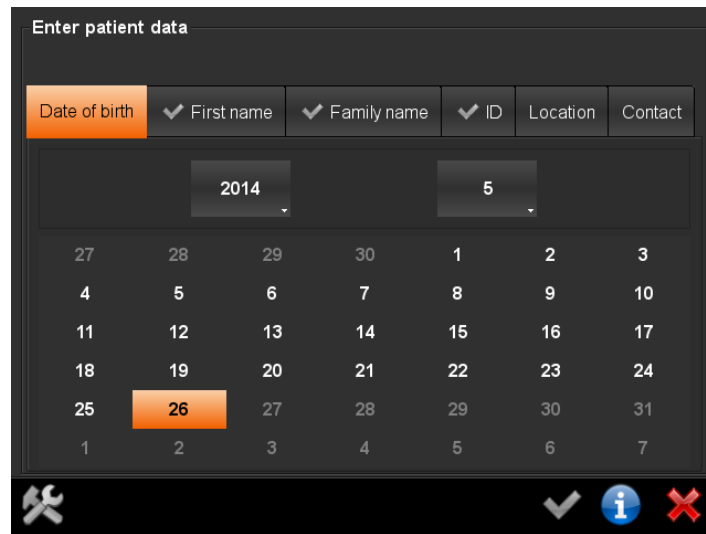 Enter patient data
Date of birth First name Family name ID Location Contact
2014 5
27 28 29 30 1 2 3
4 5 6 7 8 9 10
11 12 13 14 15 16 17
18 19 20 21 22 23 24
25 26 27 28 29 30 31
1 2 3 4 5 6 7
i